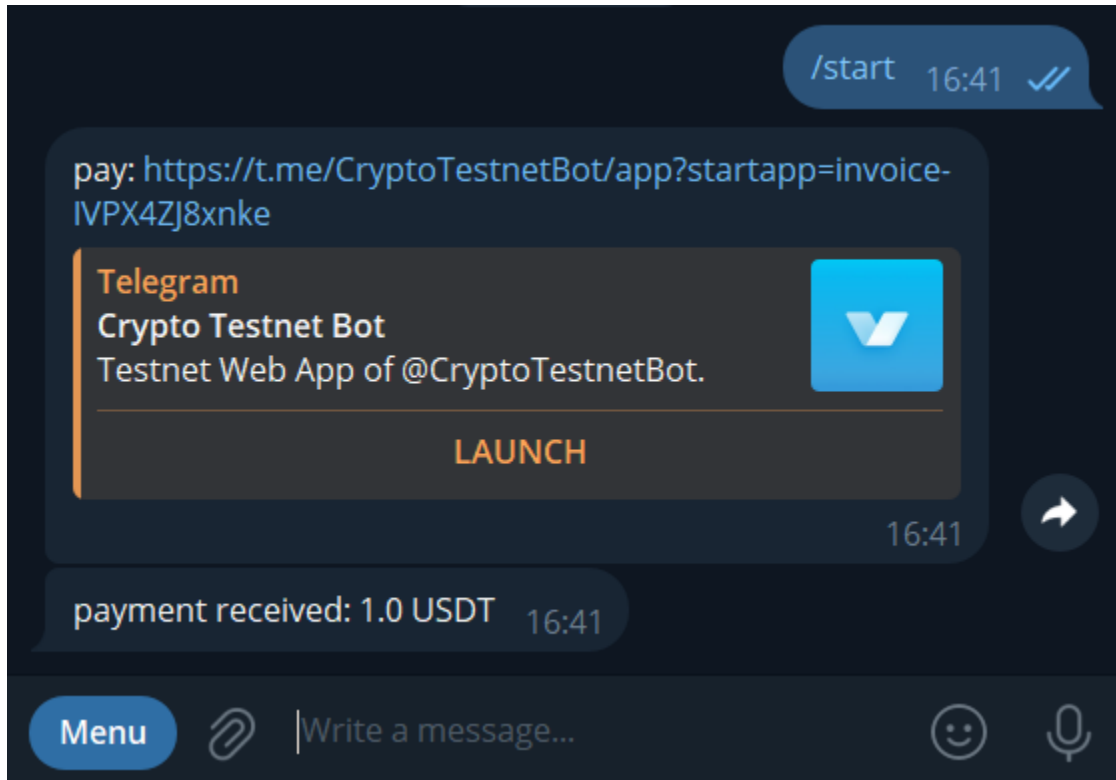 /start 16:41
pay: https://t.me/CryptoTestnetBot/app?startapp=invoice-
IVPX4ZJ8xnke
Telegram
Crypto Testnet Bot
Testnet Web App of @CryptoTestnetBot.
LAUNCH
16:41
payment received: 1.0 USDT 16:41
Menu Write a message...